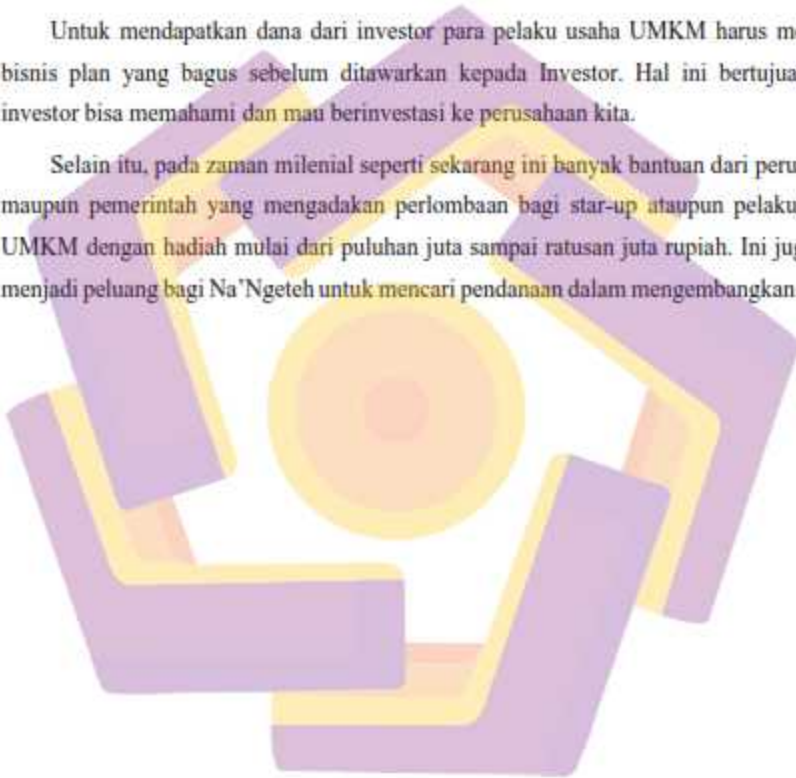 Untuk mendapatkan dana dari investor para pelaku usaha UMKM harus me
bisnis plan yang bagus sebelum ditawarkan kepada Investor. Hal ini bertujua
investor bisa memahami dan mau berinvestasi ke perusahaan kita.
Selain itu, pada zaman milenial seperti sekarang ini banyak bantuan dari peru
maupun pemerintah yang mengadakan perlombaan bagi star-up ataupun pelaku
UMKM dengan hadiah mulai dari puluhan juta sampai ratusan juta rupiah. Ini jug
menjadi peluang bagi Na’Ngeteh untuk mencari pendanaan dalam mengembangkan